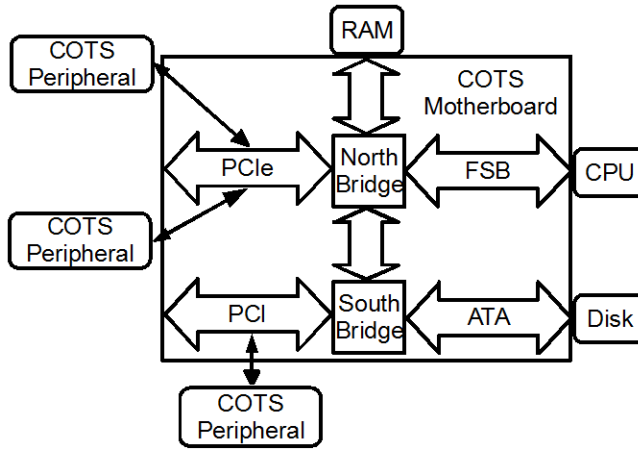 RAM
COTS
Peripheral
COTS
Motherboard
PCIe
North
Bridge
FSB
CPU
COTS
Peripheral
PCI
South
Bridge
ATA
Disk
COTS
Peripheral